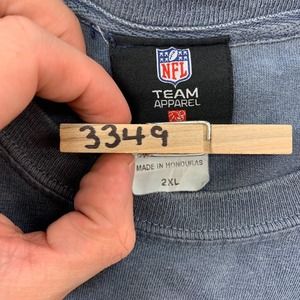 NFL
TEAM
APPAREL
3349
MADE IN HONDURAS
2XL